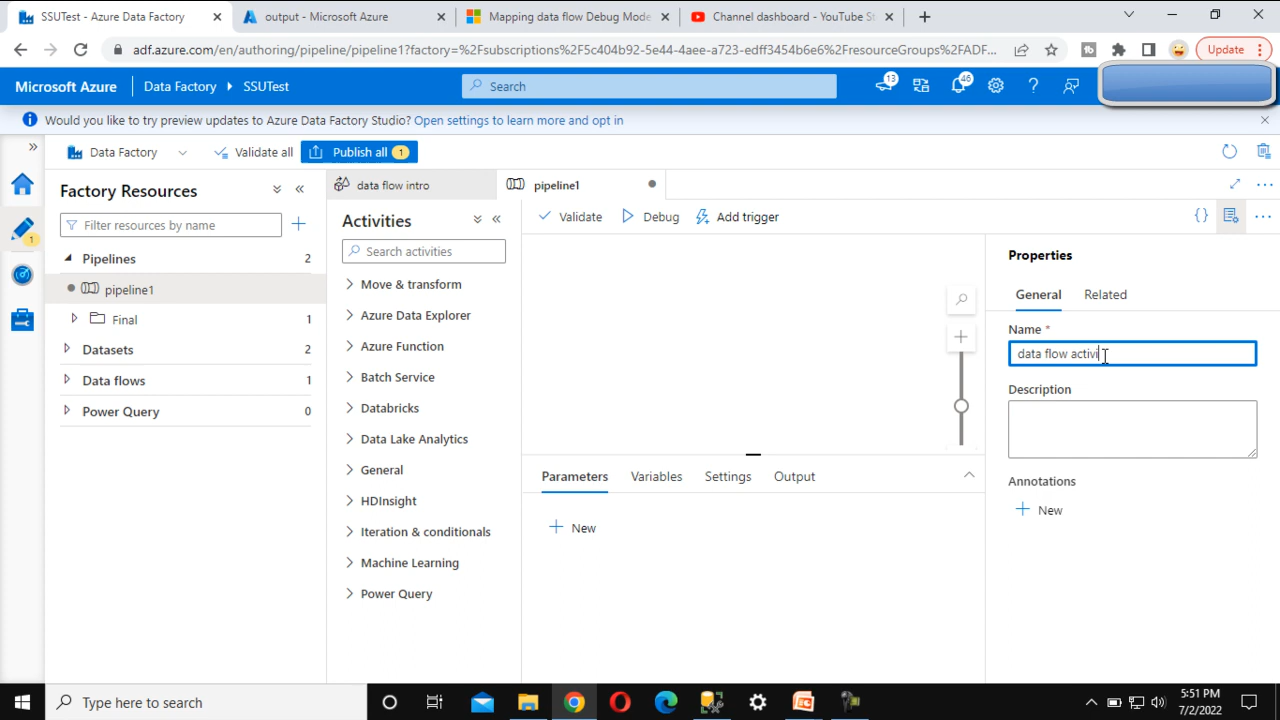 SSUTest - Azure Data Factory
output - Microsoft Azure
Mapping data flow Debug Mode
Channel dashboard - YouTube St
adf.azure.com/en/authoring/pipeline/pipeline1?factory=%2Fsubscriptions%2F5c404b92-5e44-4aee-a723-edff3454b6e6%2FresourceGroups%2FADF...
Update
Microsoft Azure
Data Factory
SSUTest
Search
13
46
Would you like to try preview updates to Azure Data Factory Studio? Open settings to learn more and opt in
Data Factory
Validate all
Publish all 1
Factory Resources
data flow intro
pipeline1
Filter resources by name
Activities
Validate
Debug
Add trigger
1
Search activities
Properties
General
Related
Pipelines 2
pipeline1
Final 1
Datasets 2
Data flows 1
Power Query 0
Move & transform
Azure Data Explorer
Azure Function
Batch Service
Databricks
Data Lake Analytics
General
HDInsight
Iteration & conditionals
Machine Learning
Power Query
Name *
data flow activi
Description
Annotations
New
Parameters
Variables
Settings
Output
New
Type here to search
5:51 PM
7/2/2022